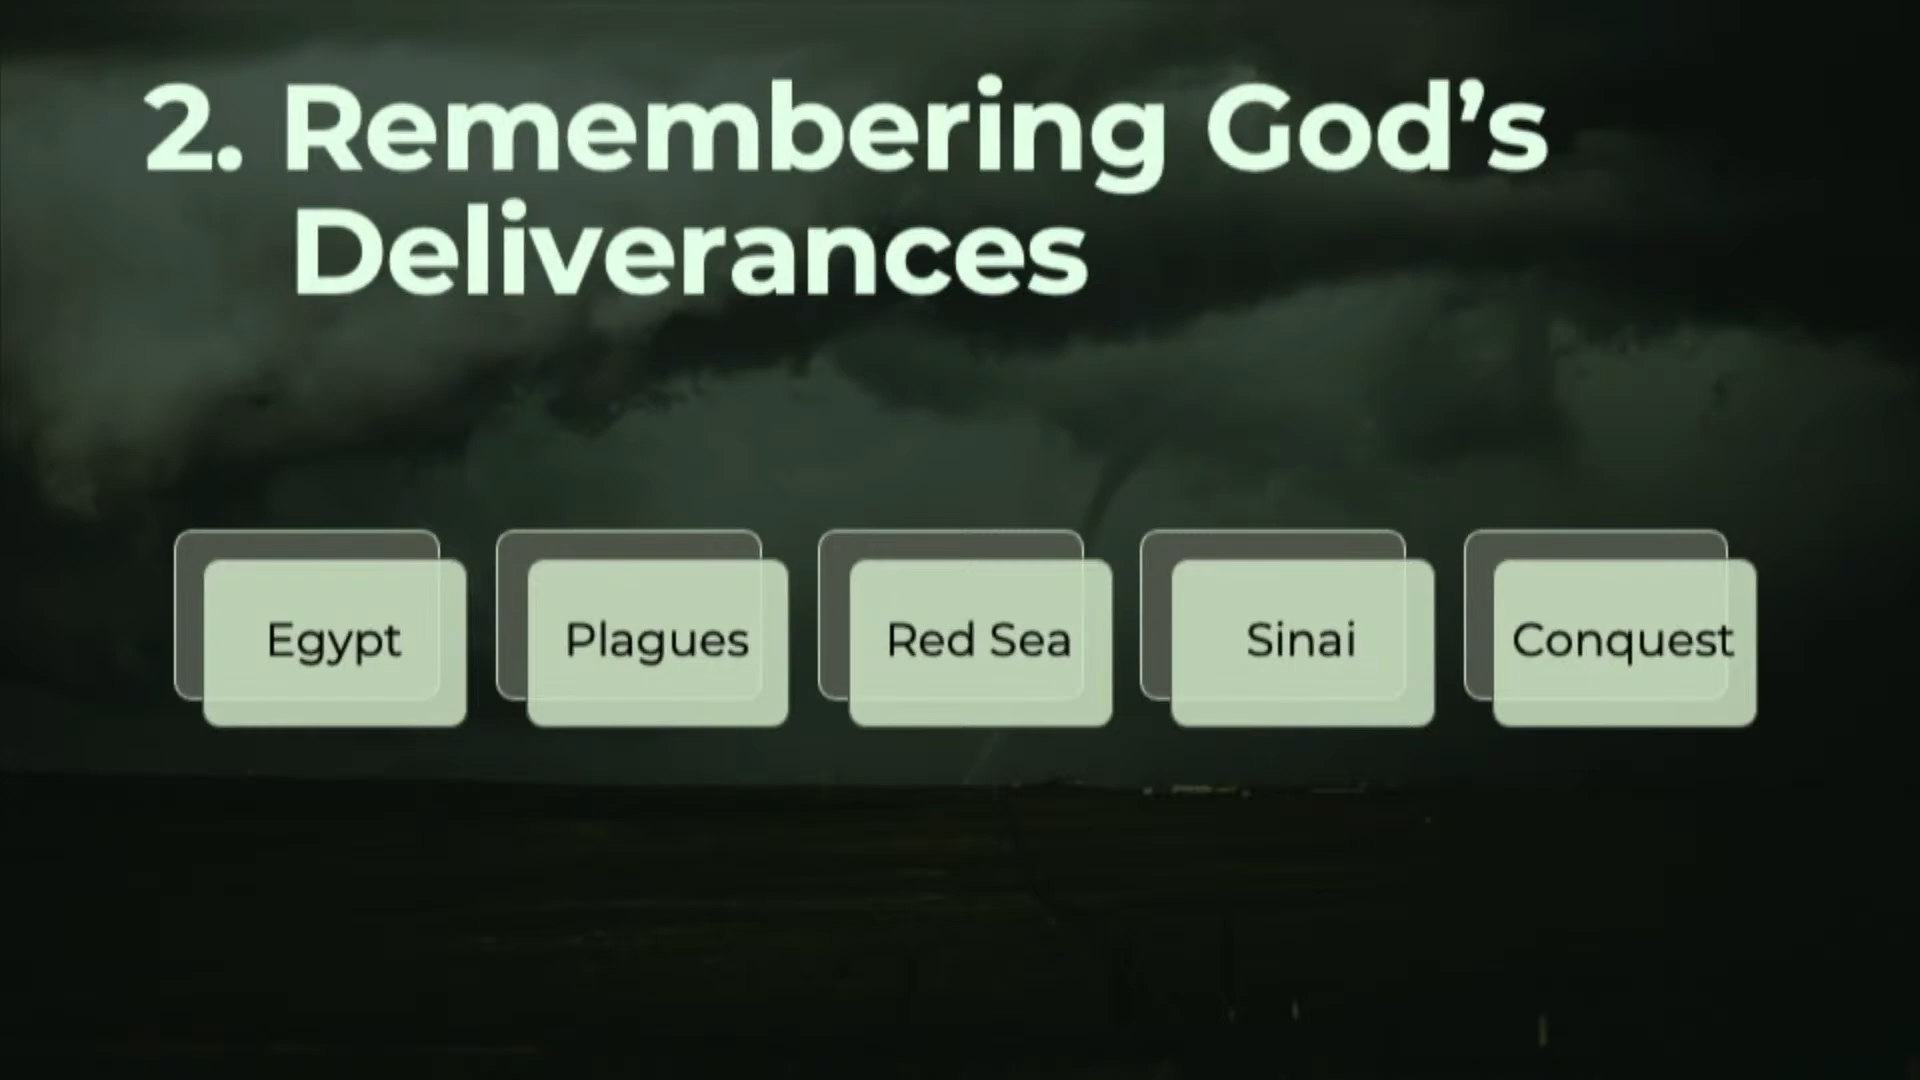 2. Remembering God’s
Deliverances
Egypt
Plagues
Red Sea
Sinai
Conquest